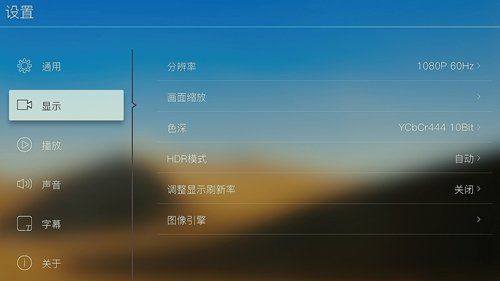 设置
通用
显示
播放
声音
字幕
关于
分辨率 1080P 60Hz
画面缩放
色深 YCbCr444 10Bit
HDR模式 自动
调整显示刷新率 关闭
图像引擎